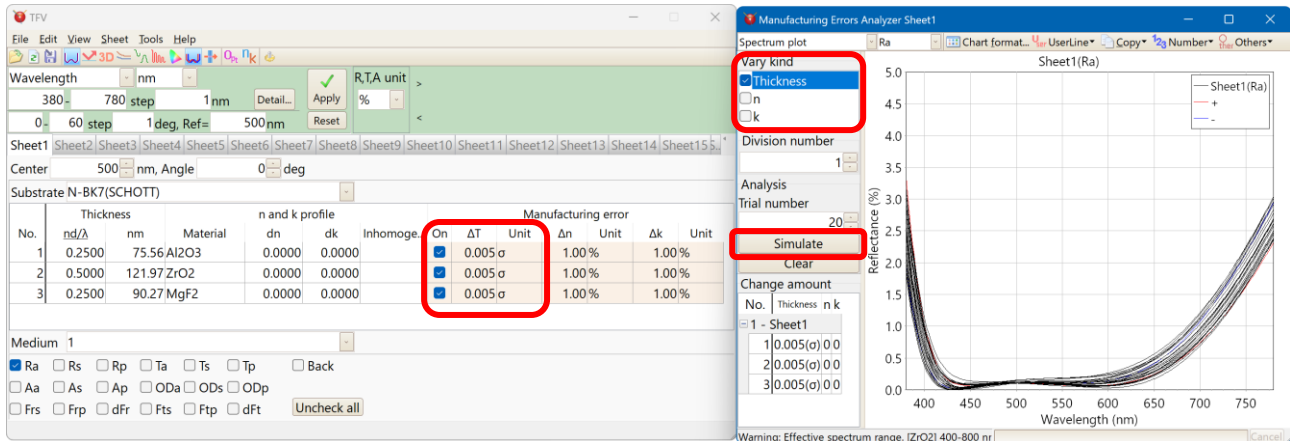 TFV
File Edit View Sheet Tools Help
Wavelength nm R,T,A unit >
380 - 780 step 1 nm Detail... Apply %
0 - 60 step 1 deg, Ref= 500 nm Reset <
Sheet1 Sheet2 Sheet3 Sheet4 Sheet5 Sheet6 Sheet7 Sheet8 Sheet9 Sheet10 Sheet11 Sheet12 Sheet13 Sheet14 Sheet15
Center 500 nm, Angle 0 deg
Substrate N-BK7(SCHOTT)
Thickness n and k profile Manufacturing error
No. nd/λ nm Material dn dk Inhomoge.. On ΔT Unit Δn Unit Δk Unit
1 0.2500 75.56 Al2O3 0.0000 0.0000 0.005 σ 1.00 % 1.00 %
2 0.5000 121.97 ZrO2 0.0000 0.0000 0.005 σ 1.00 % 1.00 %
3 0.2500 90.27 MgF2 0.0000 0.0000 0.005 σ 1.00 % 1.00 %
Medium 1
Ra Rs Rp Ta Ts Tp Back
Aa As Ap ODa ODs ODp
Frs Frp dFr Fts Ftp dFt Uncheck all
Manufacturing Errors Analyzer Sheet1
Spectrum plot Ra Chart format... UserLine Copy Number Others
Vary kind
Thickness
n
k
Division number
1
Analysis
Trial number
20
Simulate
Clear
Change amount
No. Thickness n k
1 - Sheet1
1 0.005(σ) 0 0
2 0.005(σ) 0 0
3 0.005(σ) 0 0
Sheet1(Ra)
Sheet1(Ra)
+
-
Reflectance (%)
5.0
4.5
4.0
3.5
3.0
2.5
2.0
1.5
1.0
0.5
0.0
400 450 500 550 600 650 700 750
Wavelength (nm)
Warning: Effective spectrum range. [ZrO2] 400-800 nr Cancel